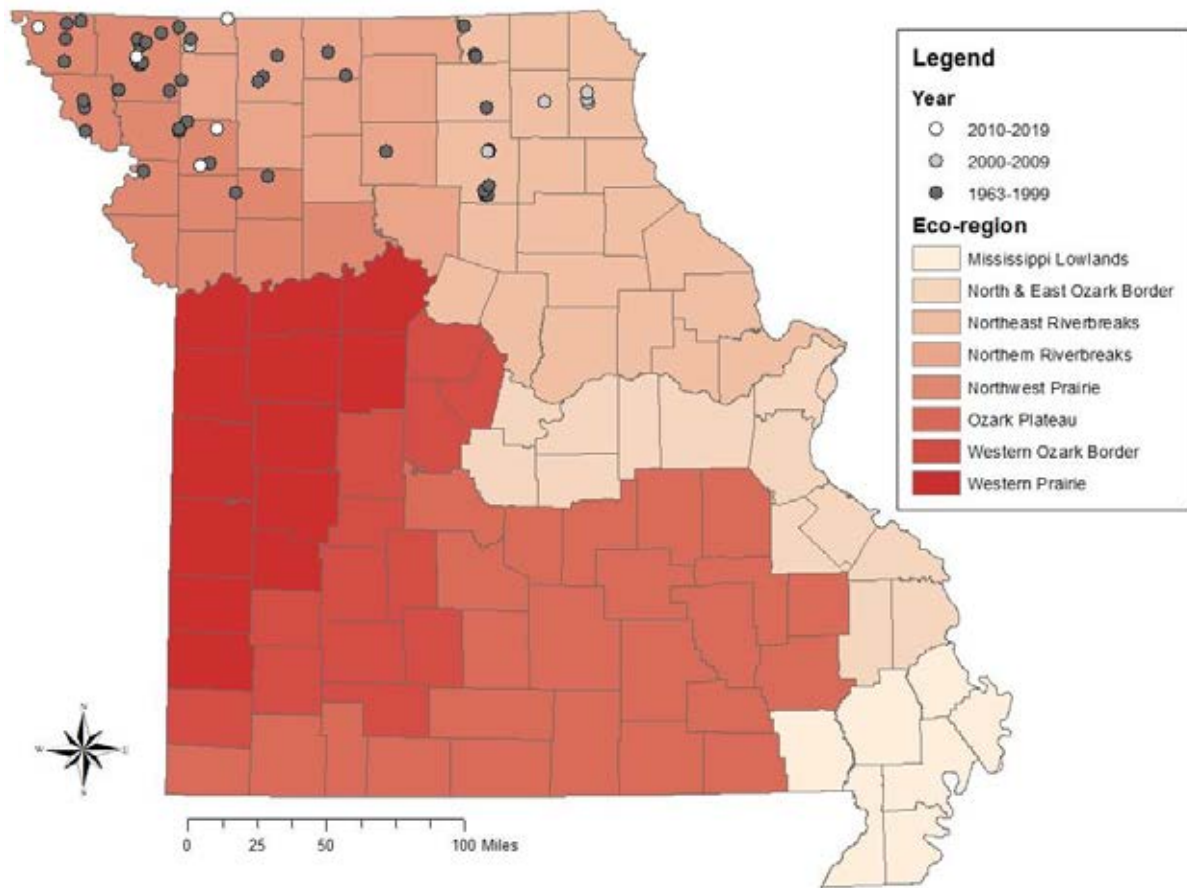 Legend
Year
2010-2019
2000-2009
1963-1999
Eco-region
Mississippi Lowlands
North & East Ozark Border
Northeast Riverbreaks
Northern Riverbreaks
Northwest Prairie
Ozark Plateau
Western Ozark Border
Western Prairie
N
W E
S
0 25 50 100 Miles